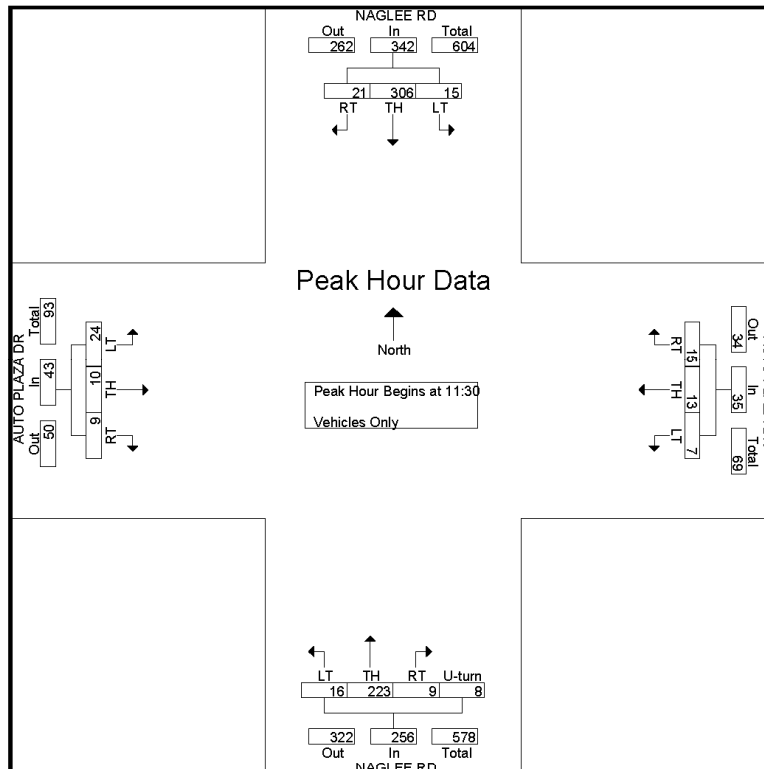 NAGLEE RD
Out In Total
262 342 604
21 306 15
RT TH LT
Peak Hour Data
North
Peak Hour Begins at 11:30
Vehicles Only
AUTO PLAZA DR
Total In Out
93 43 50
24 10 9
LT TH RT
RT TH LT
15 13 7
34 35 69
Out In Total
LT TH RT U-turn
16 223 9 8
322 256 578
Out In Total
NAGLEE RD